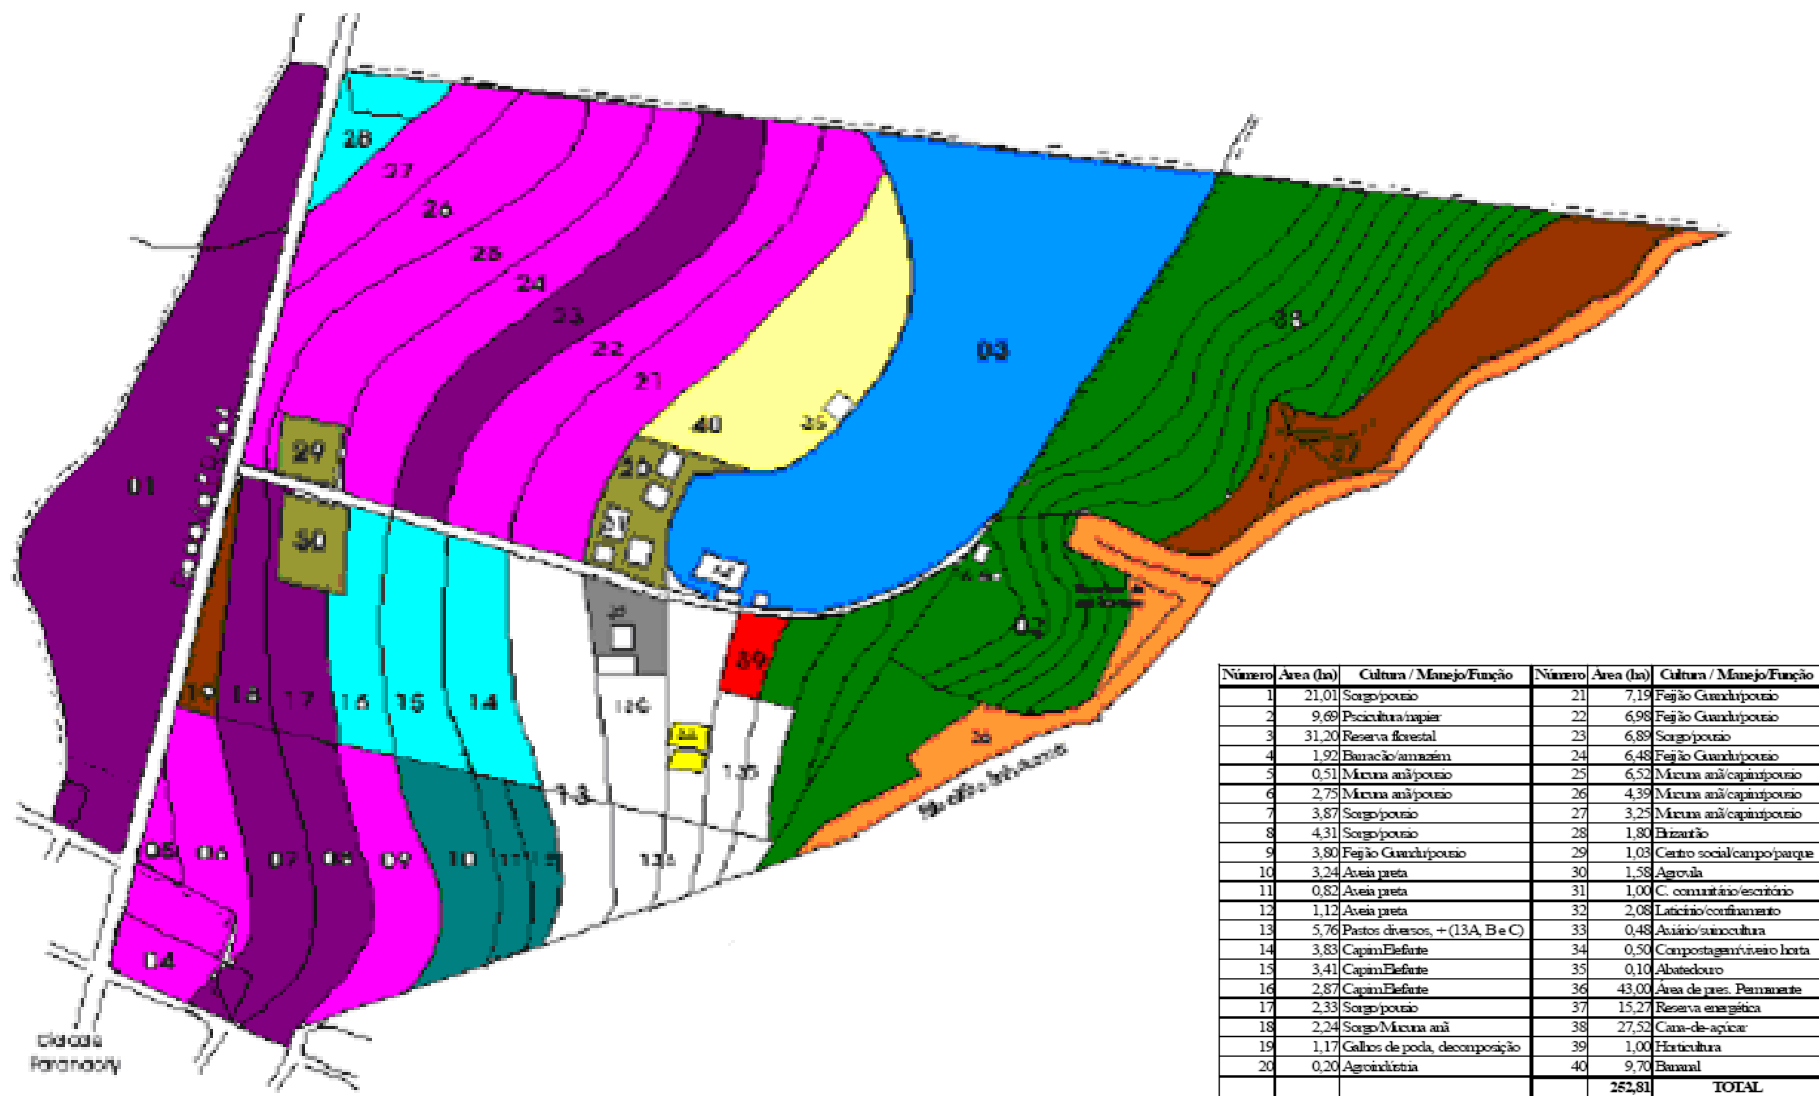 28
27
26
25
24
23
22
21
38
03
40
35
29
01
37
30
02
39
19
18
17
16
15
14
13C
13B
13
05
06
07
08
09
10
11
13A
36
04
Cidade
Paranacity
Número Área (ha) Cultura / Manejo/Função Número Área (ha) Cultura / Manejo/Função
1 21,01 Sorgo/pousio 21 7,19 Feijão Guandu/pousio
2 9,69 Piscicultura/napier 22 6,98 Feijão Guandu/pousio
3 31,20 Reserva florestal 23 6,89 Sorgo/pousio
4 1,92 Barracão/armazém 24 6,48 Feijão Guandu/pousio
5 0,51 Mucuna anã/pousio 25 6,52 Mucuna anã/capim/pousio
6 2,75 Mucuna anã/pousio 26 4,39 Mucuna anã/capim/pousio
7 3,87 Sorgo/pousio 27 3,25 Mucuna anã/capim/pousio
8 4,31 Sorgo/pousio 28 1,80 Brizantão
9 3,80 Feijão Guandu/pousio 29 1,03 Centro social/campo/parque
10 3,24 Aveia preta 30 1,58 Agrovila
11 0,82 Aveia preta 31 1,00 C. comunitário/escritório
12 1,12 Aveia preta 32 2,08 Laticínio/confinamento
13 5,76 Pastos diversos, + (13A, B e C) 33 0,48 Aviário/suinocultura
14 3,83 Capim Elefante 34 0,50 Compostagem/viveiro horta
15 3,41 Capim Elefante 35 0,10 Abatedouro
16 2,87 Capim Elefante 36 43,00 Área de pres. Permanente
17 2,33 Sorgo/pousio 37 15,27 Reserva energética
18 2,24 Sorgo/Mucuna anã 38 27,52 Cana-de-açúcar
19 1,17 Galhos de poda, decomposição 39 1,00 Horticultura
20 0,20 Agroindústria 40 9,70 Bananal
252,81 TOTAL